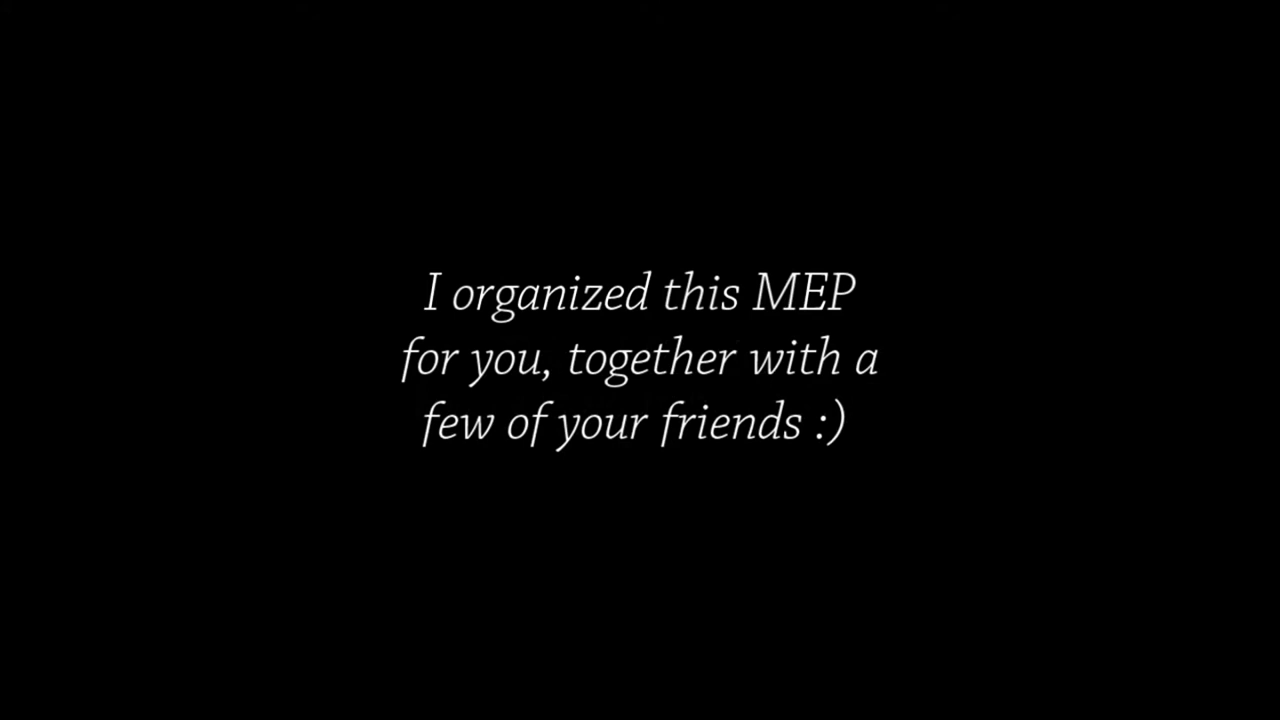 I organized this MEP
for you, together with a
few of your friends :)